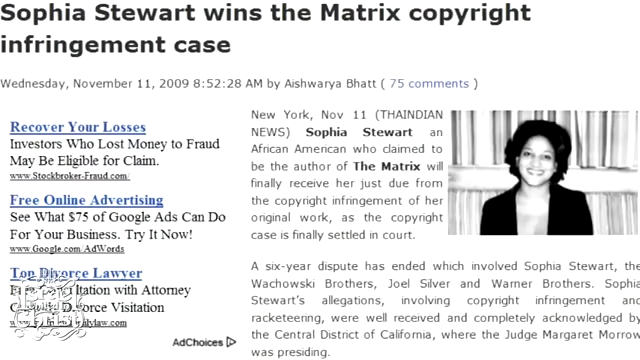 Sophia Stewart wins the Matrix copyright
infringement case
Wednesday, November 11, 2009 8:52:28 AM by Aishwarya Bhatt ( 75 comments )
Recover Your Losses
Investors Who Lost Money to Fraud
May Be Eligible for Claim.
www.Stockbroker-Fraud.com/
Free Online Advertising
See What $75 of Google Ads Can Do
For Your Business. Try It Now!
www.Google.com/AdWords
Top Divorce Lawyer
Consultation with Attorney
Divorce Visitation
AdChoices
New York, Nov 11 (THAINDIAN
NEWS) Sophia Stewart an
African American who claimed to
be the author of The Matrix will
finally receive her just due from
the copyright infringement of her
original work, as the copyright
case is finally settled in court.
A six-year dispute has ended which involved Sophia Stewart, the
Wachowski Brothers, Joel Silver and Warner Brothers. Sophia
Stewart's allegations, involving copyright infringement and
racketeering, were well received and completely acknowledged by
the Central District of California, where the Judge Margaret Morrow
was presiding.